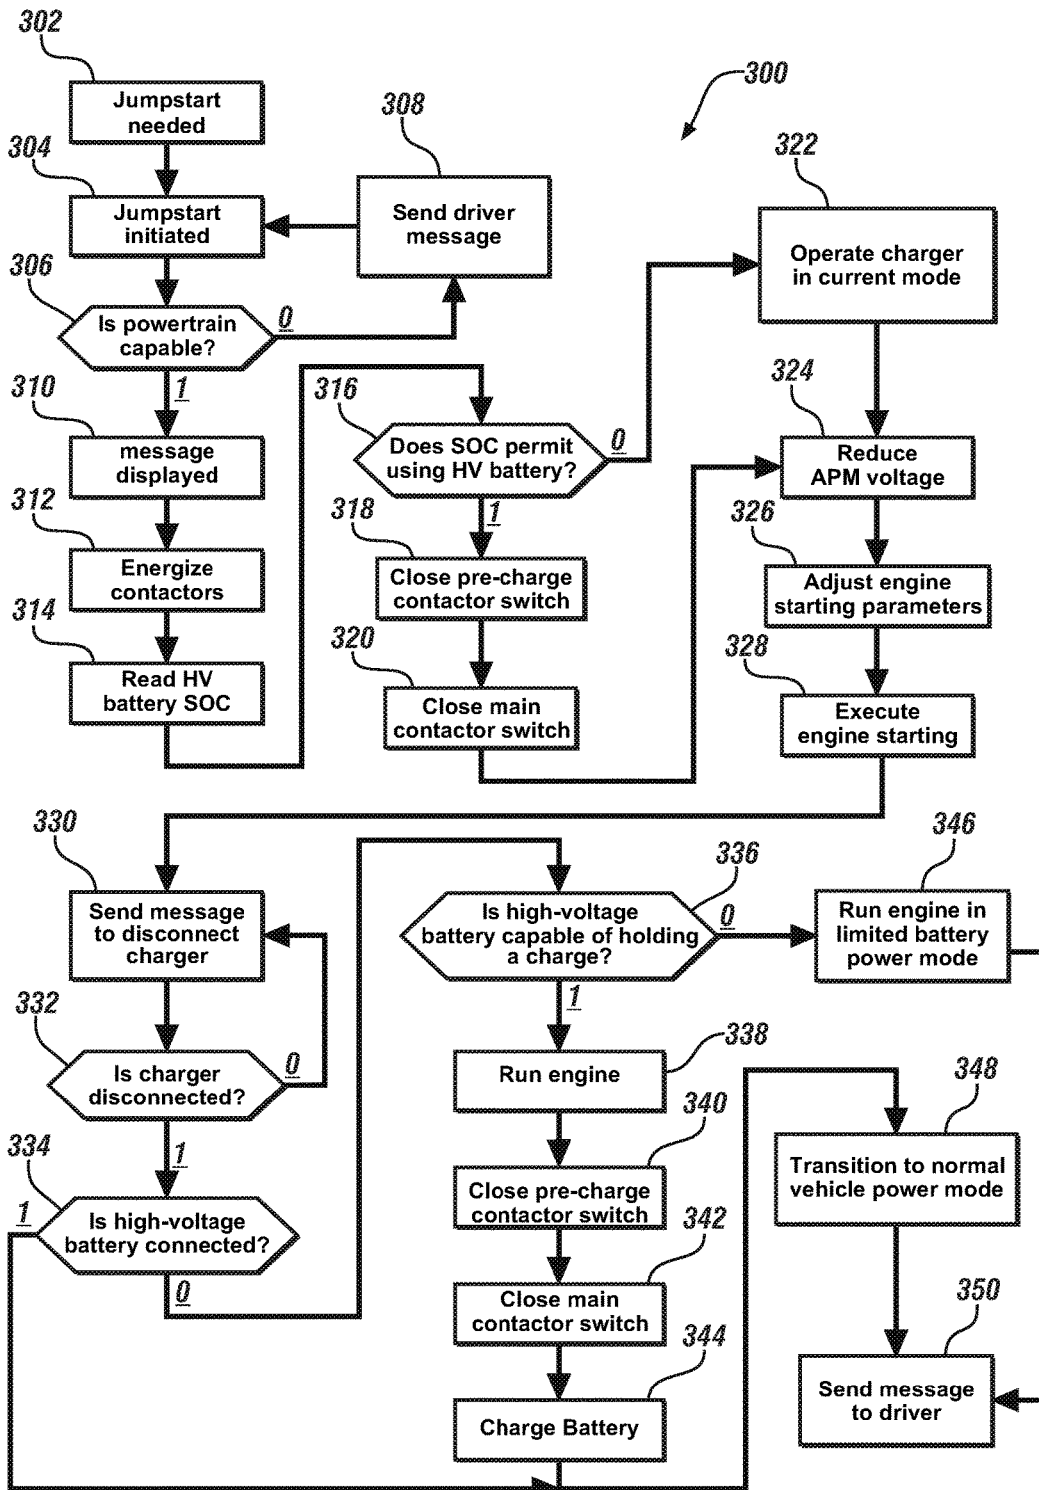 302
Jumpstart
needed
304
Jumpstart
initiated
306
Is powertrain
capable?
0
1
308
Send driver
message
300
310
message
displayed
312
Energize
contactors
314
Read HV
battery SOC
316
Does SOC permit
using HV battery?
0
1
318
Close pre-charge
contactor switch
320
Close main
contactor switch
322
Operate charger
in current mode
324
Reduce
APM voltage
326
Adjust engine
starting parameters
328
Execute
engine starting
330
Send message
to disconnect
charger
332
Is charger
disconnected?
0
1
334
1
Is high-voltage
battery connected?
0
336
Is high-voltage
battery capable of holding
a charge?
0
1
338
Run engine
340
Close pre-charge
contactor switch
342
Close main
contactor switch
344
Charge Battery
346
Run engine in
limited battery
power mode
348
Transition to normal
vehicle power mode
350
Send message
to driver